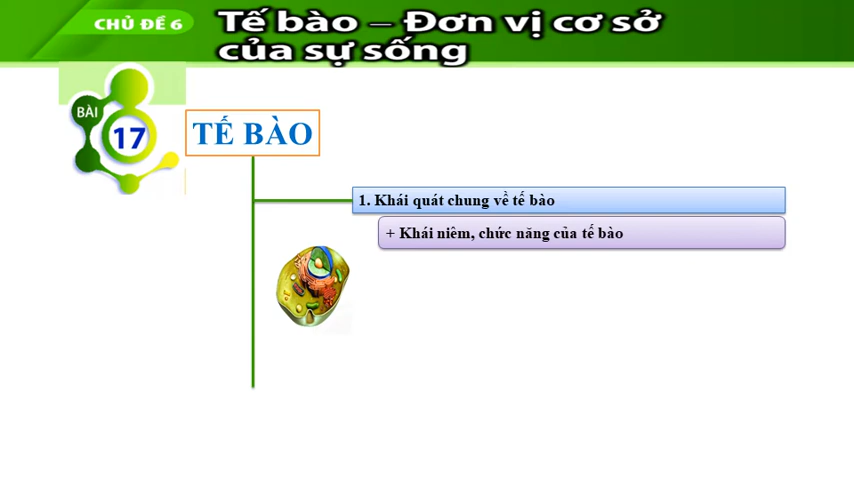 CHỦ ĐỀ 6
Tế bào – Đơn vị cơ sở
của sự sống
BÀI
17
TẾ BÀO
1. Khái quát chung về tế bào
+ Khái niêm, chức năng của tế bào